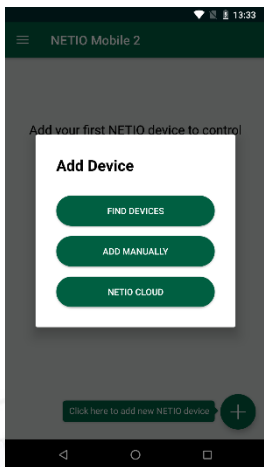 13:33
NETIO Mobile 2
Add your first NETIO device to control
Add Device
FIND DEVICES
ADD MANUALLY
NETIO CLOUD
Click here to add new NETIO device